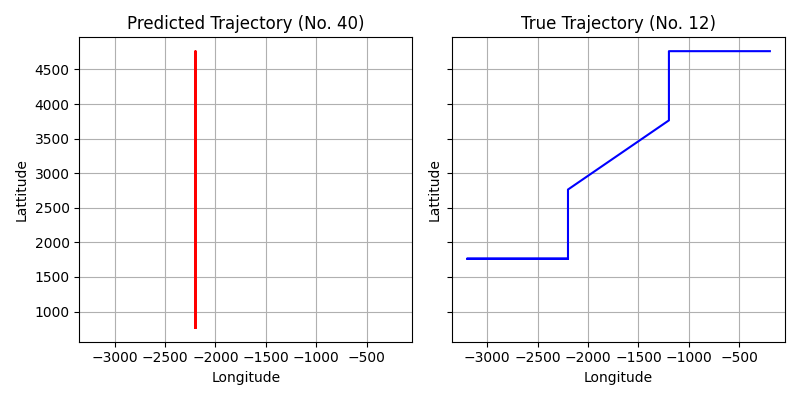 Predicted Trajectory (No. 40)
True Trajectory (No. 12)
Lattitude
4500
4000
3500
3000
2500
2000
1500
1000
−3000 −2500 −2000 −1500 −1000 −500
Longitude
Lattitude
−3000 −2500 −2000 −1500 −1000 −500
Longitude